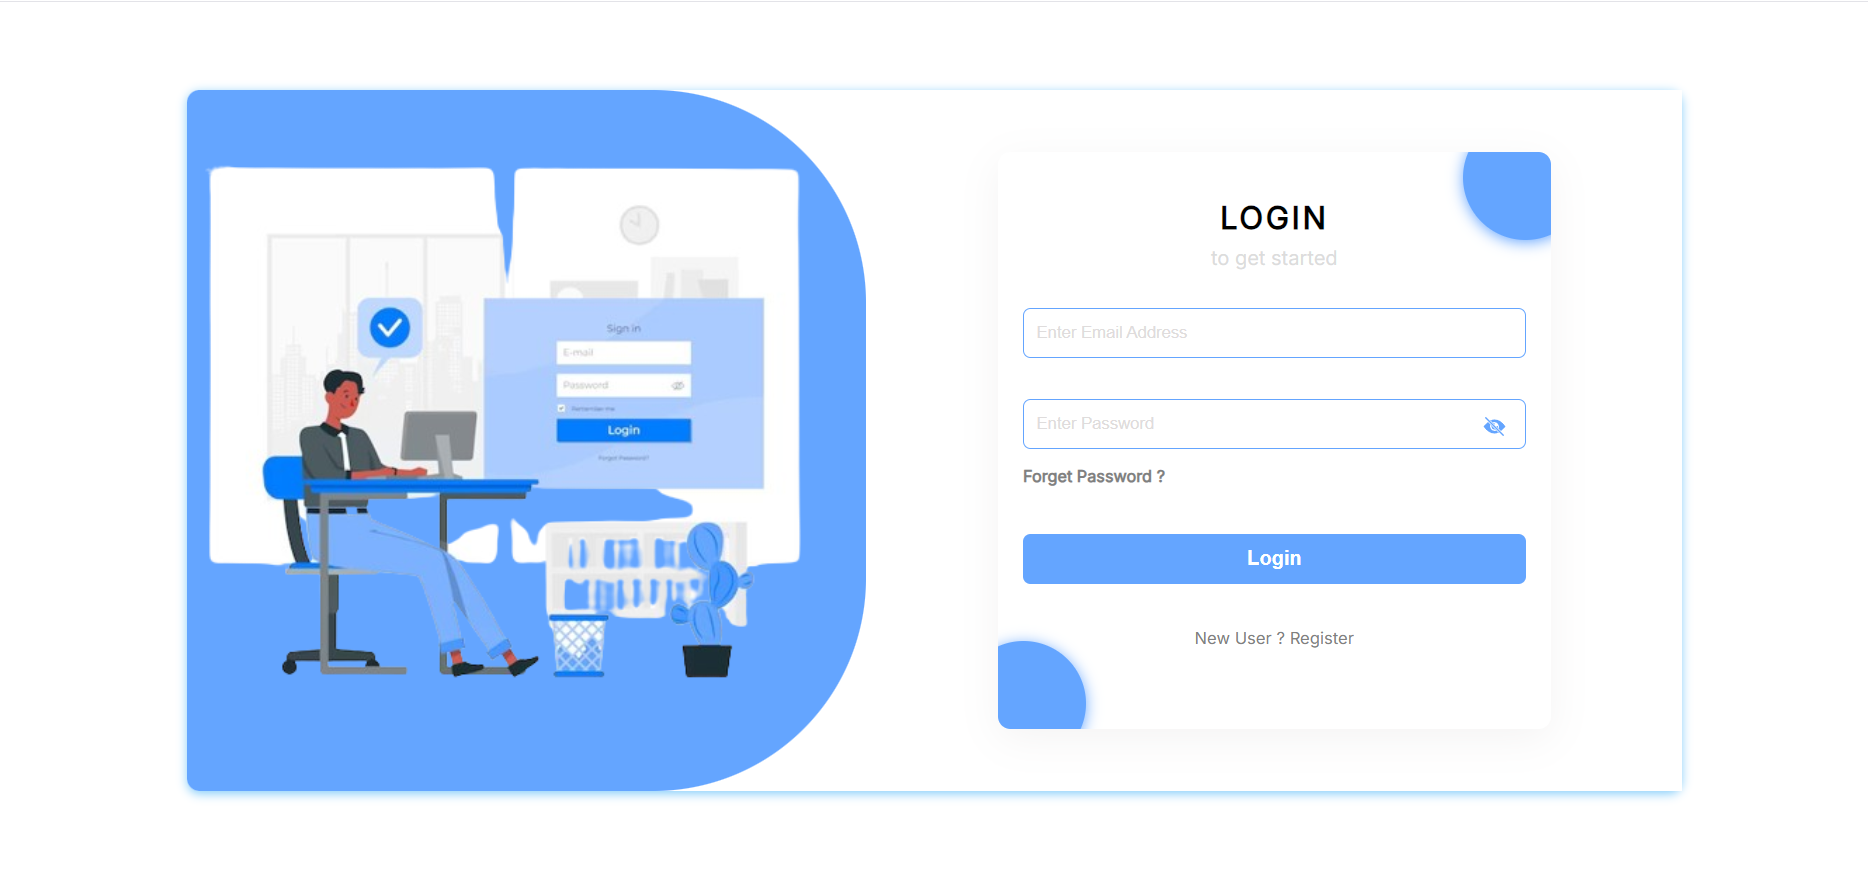 Sign in
E-mail
Password
Remember me
Login
Forgot Password?
LOGIN
to get started
Enter Email Address
Enter Password
Forget Password ?
Login
New User ? Register